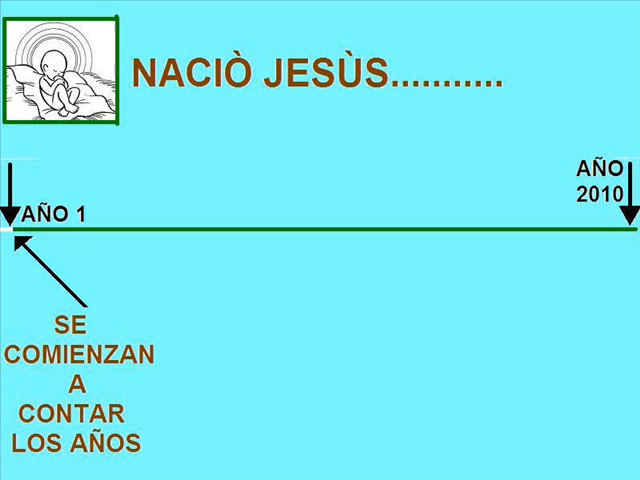 NACIÒ JESÙS...........
AÑO
2010
AÑO 1
SE
COMIENZAN
A
CONTAR
LOS AÑOS